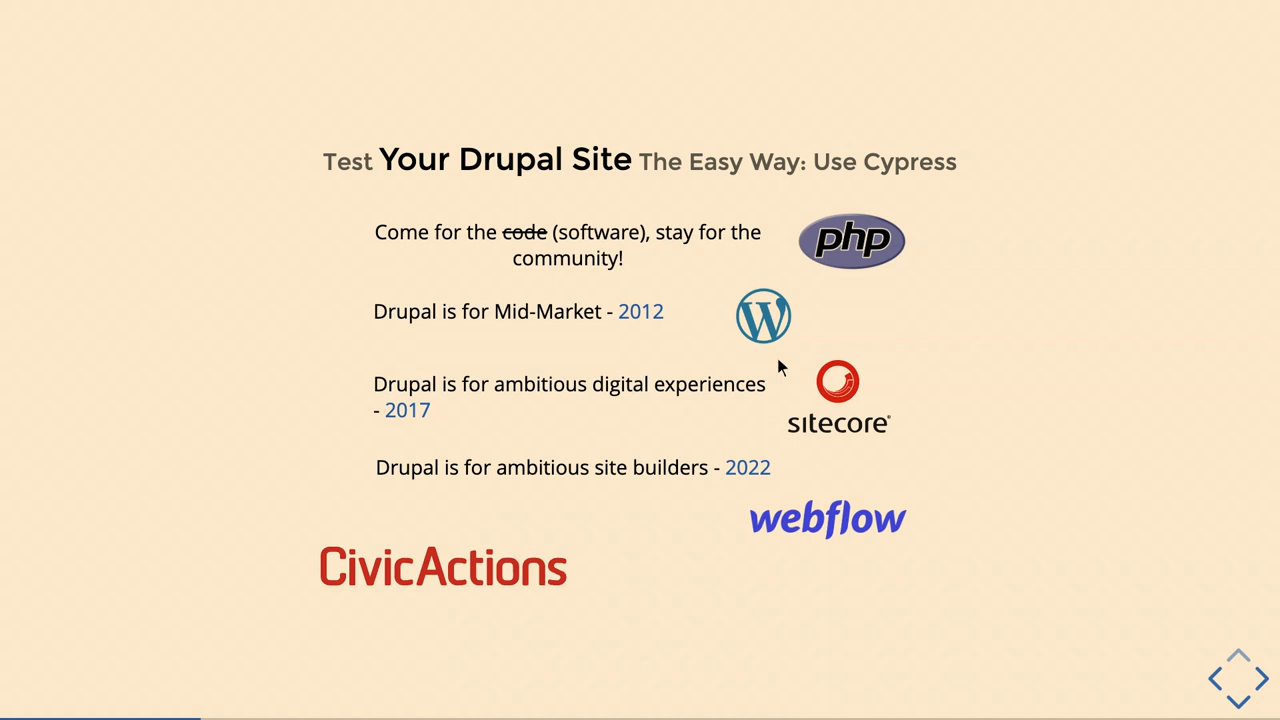 Test Your Drupal Site The Easy Way: Use Cypress
Come for the code (software), stay for the
community!
php
Drupal is for Mid-Market - 2012
W
Drupal is for ambitious digital experiences
- 2017
sitecore®
Drupal is for ambitious site builders - 2022
webflow
CivicActions